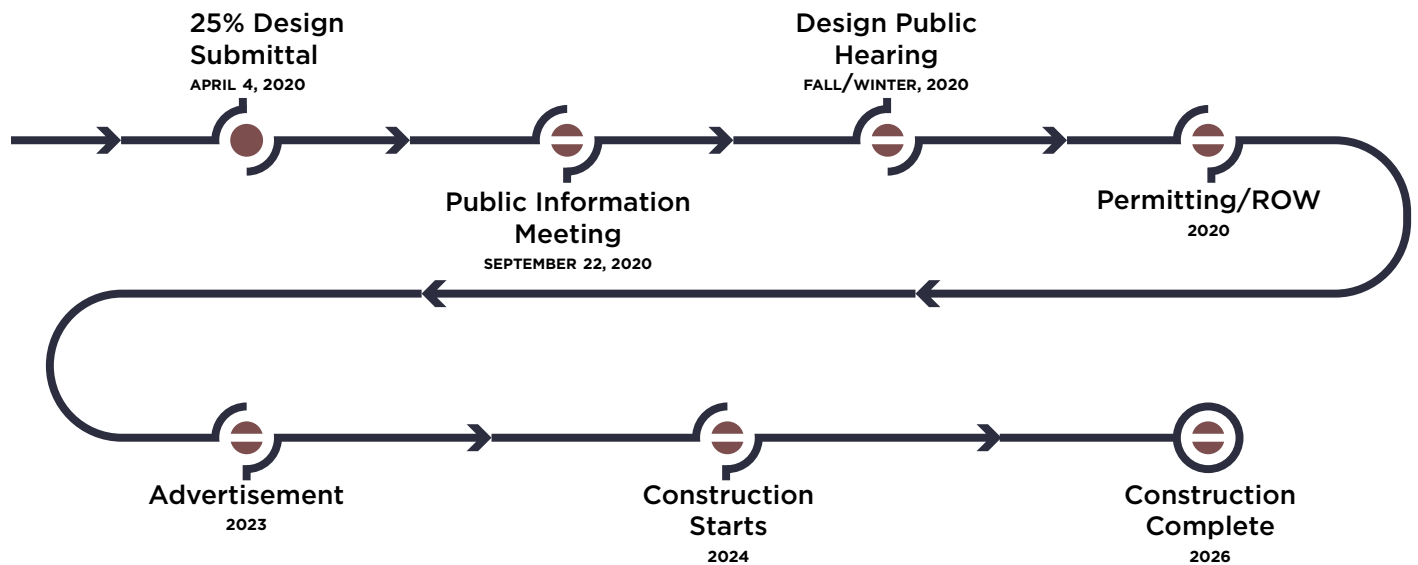 25% Design
Submittal
APRIL 4, 2020
Design Public
Hearing
FALL/WINTER, 2020
Public Information
Meeting
SEPTEMBER 22, 2020
Permitting/ROW
2020
Advertisement
2023
Construction
Starts
2024
Construction
Complete
2026